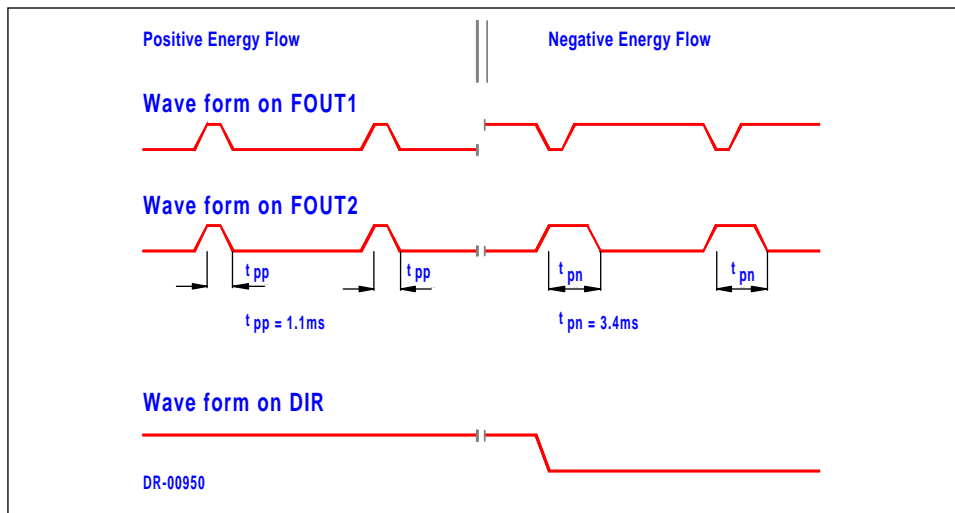 Positive Energy Flow
Negative Energy Flow
Wave form on FOUT1
Wave form on FOUT2
t pp
t pp
t pn
t pn
t pp = 1.1ms
t pn = 3.4ms
Wave form on DIR
DR-00950